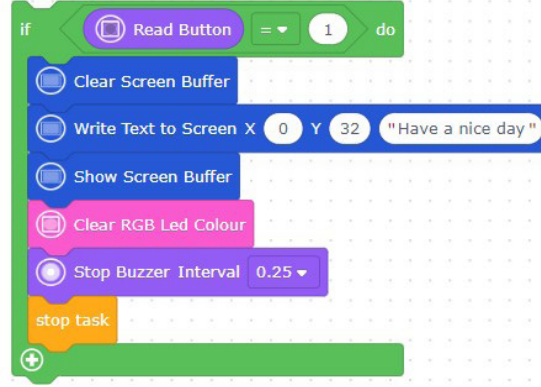 if Read Button = 1 do
Clear Screen Buffer
Write Text to Screen X 0 Y 32 "Have a nice day"
Show Screen Buffer
Clear RGB Led Colour
Stop Buzzer Interval 0.25
stop task